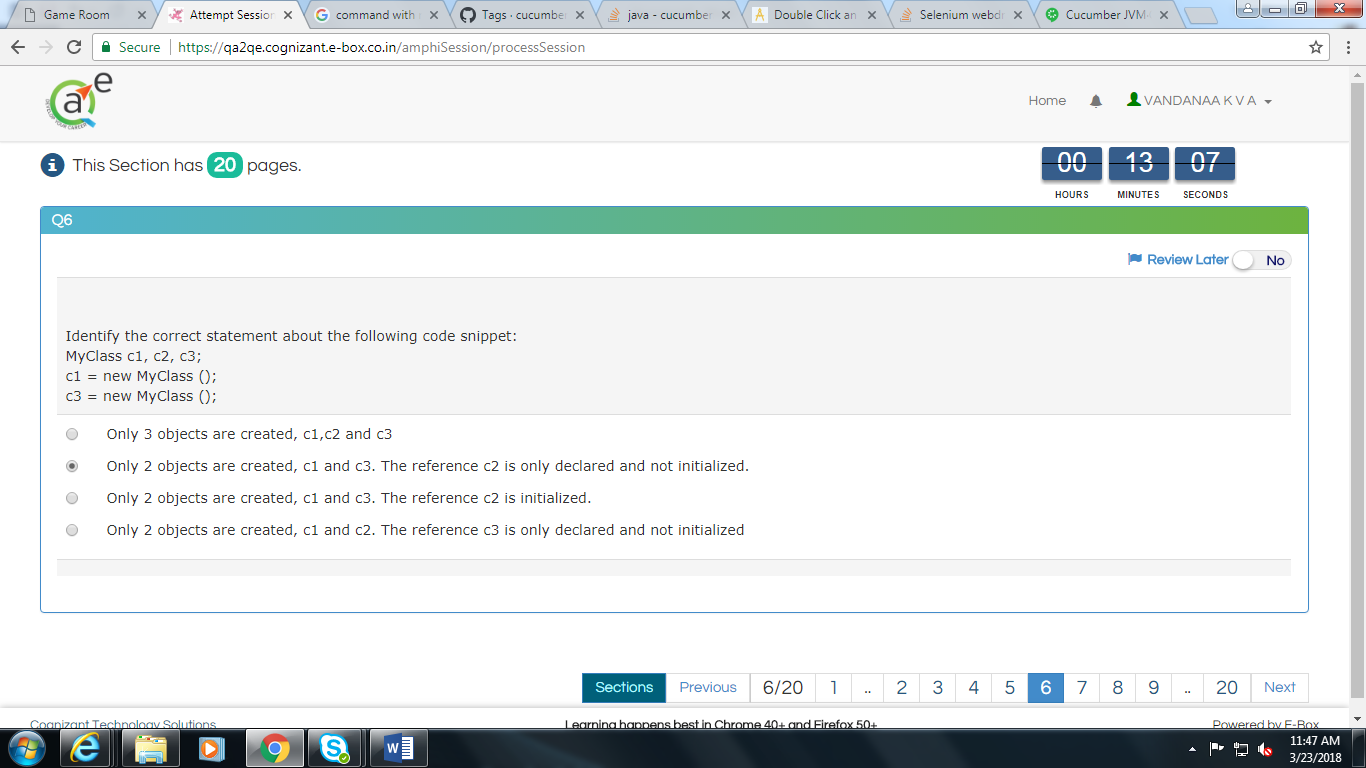 Game Room
Attempt Session
command with
Tags · cucumber
java - cucumber
Double Click an
Selenium webdr
Cucumber JVM
Secure
https://qa2qe.cognizant.e-box.co.in/amphiSession/processSession
a e
Home
VANDANAA K V A
This Section has 20 pages.
00 13 07
HOURS MINUTES SECONDS
Q6
Review Later No
Identify the correct statement about the following code snippet:
MyClass c1, c2, c3;
c1 = new MyClass ();
c3 = new MyClass ();
Only 3 objects are created, c1,c2 and c3
Only 2 objects are created, c1 and c3. The reference c2 is only declared and not initialized.
Only 2 objects are created, c1 and c3. The reference c2 is initialized.
Only 2 objects are created, c1 and c2. The reference c3 is only declared and not initialized
Sections Previous 6/20 1 .. 2 3 4 5 6 7 8 9 .. 20 Next
Cognizant Technology Solutions
Learning happens best in Chrome 40+ and Firefox 50+
Powered by E-Box
11:47 AM
3/23/2018